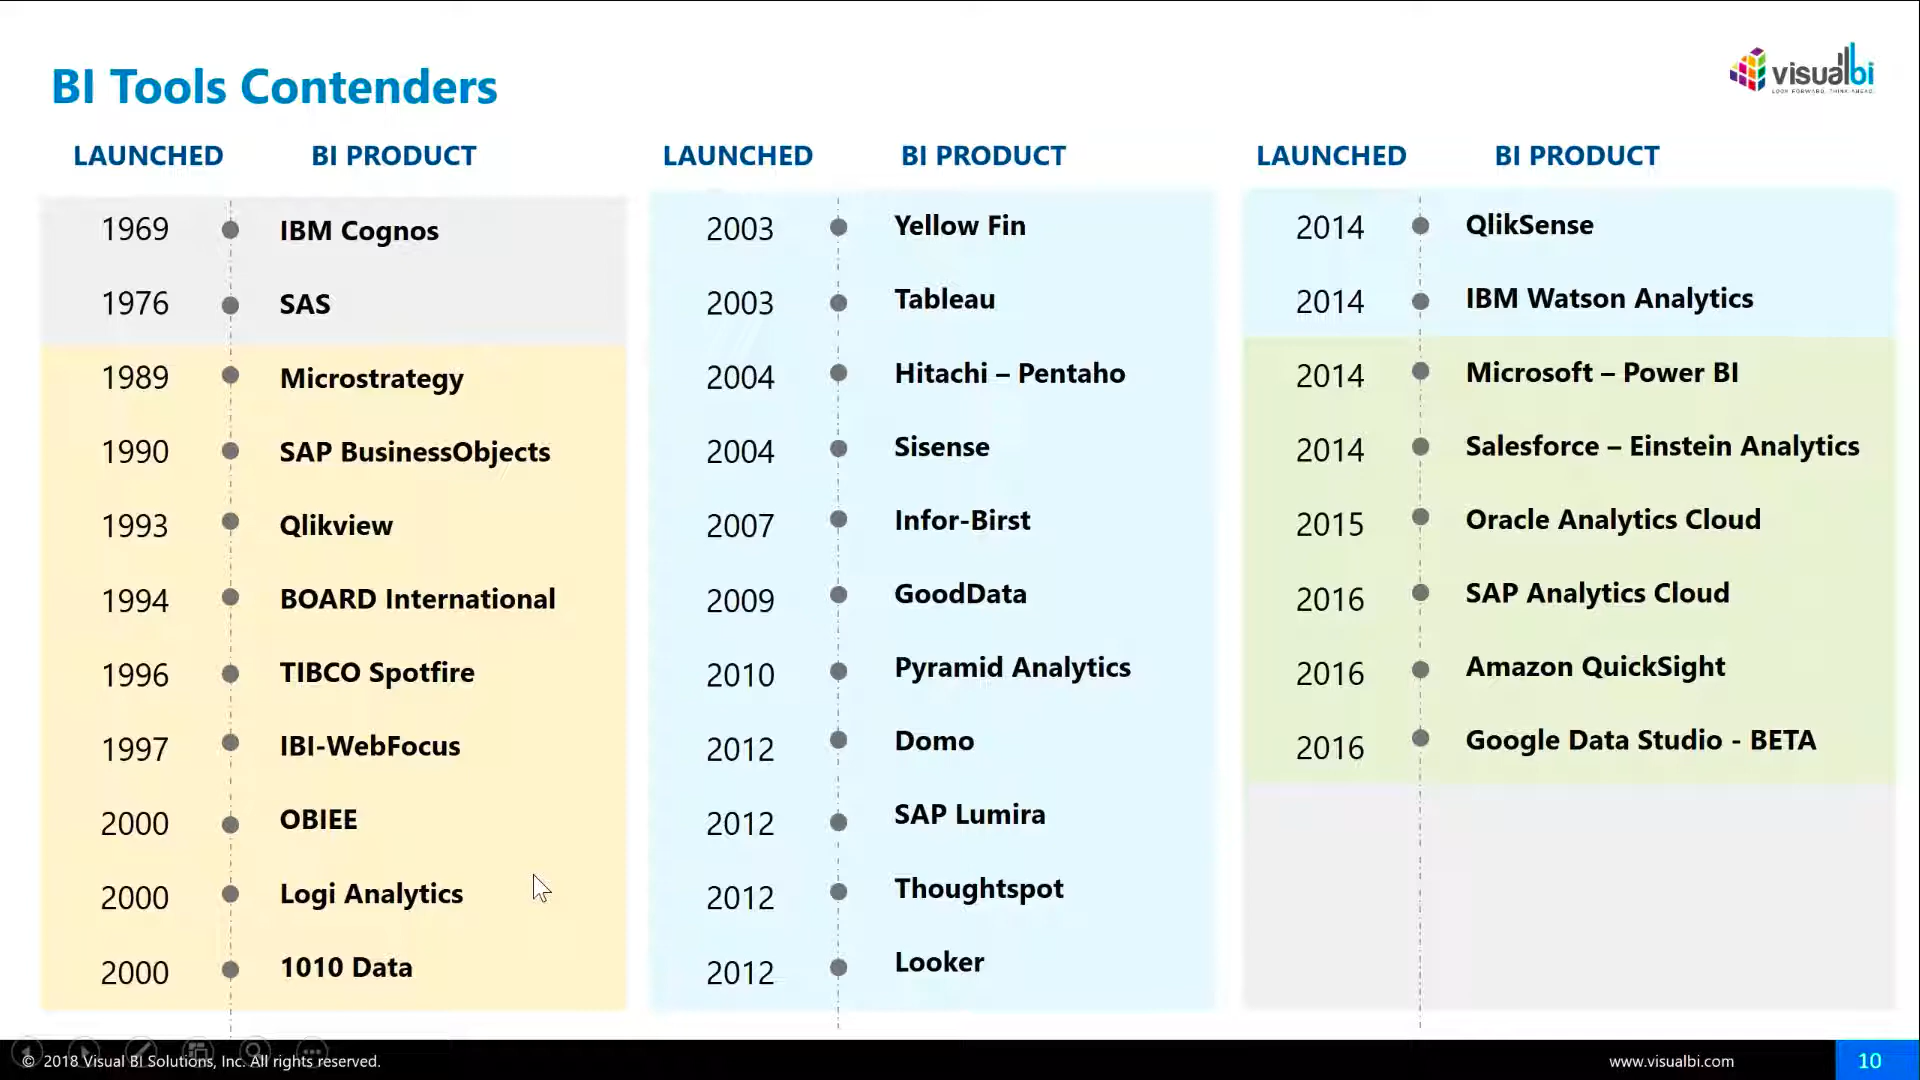 BI Tools Contenders
visualbi
LOOK FORWARD. THINK AHEAD.
LAUNCHED BI PRODUCT
1969 IBM Cognos
1976 SAS
1989 Microstrategy
1990 SAP BusinessObjects
1993 Qlikview
1994 BOARD International
1996 TIBCO Spotfire
1997 IBI-WebFocus
2000 OBIEE
2000 Logi Analytics
2000 1010 Data
LAUNCHED BI PRODUCT
2003 Yellow Fin
2003 Tableau
2004 Hitachi – Pentaho
2004 Sisense
2007 Infor-Birst
2009 GoodData
2010 Pyramid Analytics
2012 Domo
2012 SAP Lumira
2012 Thoughtspot
2012 Looker
LAUNCHED BI PRODUCT
2014 QlikSense
2014 IBM Watson Analytics
2014 Microsoft – Power BI
2014 Salesforce – Einstein Analytics
2015 Oracle Analytics Cloud
2016 SAP Analytics Cloud
2016 Amazon QuickSight
2016 Google Data Studio - BETA
© 2018 Visual BI Solutions, Inc. All rights reserved.
www.visualbi.com
10